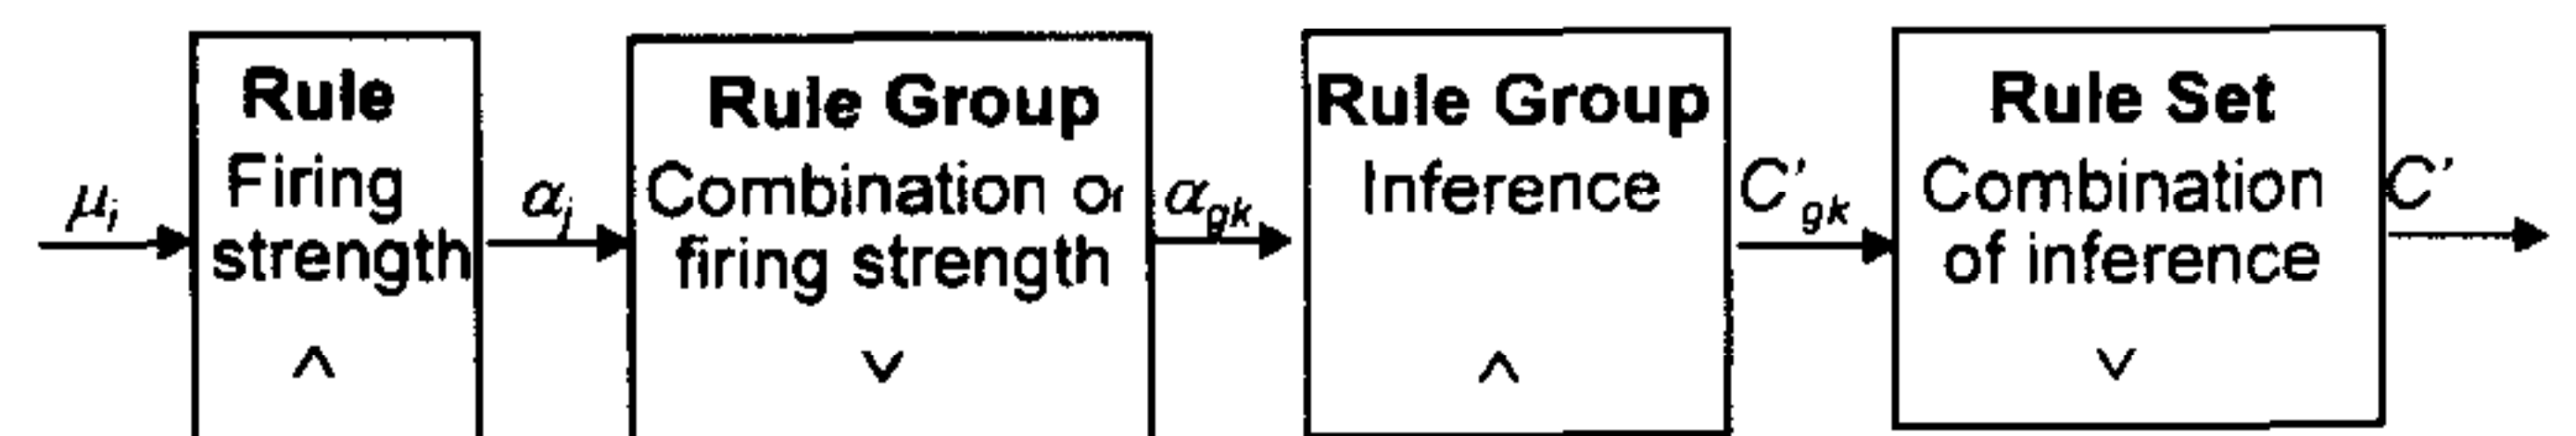 μi
Rule
Firing
strength
∧
αj
Rule Group
Combination or
firing strength
∨
αgk
Rule Group
Inference
∧
C'gk
Rule Set
Combination
of inference
∨
C'